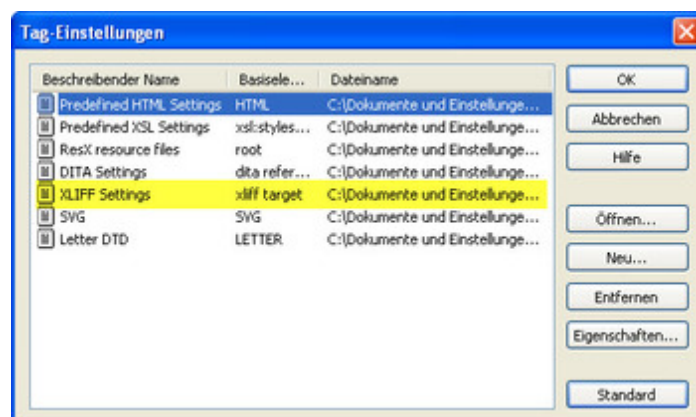 Tag-Einstellungen
Beschreibender Name Basisele... Dateiname
Predefined HTML Settings HTML C:\Dokumente und Einstellunge...
Predefined XSL Settings xsl:styles... C:\Dokumente und Einstellunge...
ResX resource files root C:\Dokumente und Einstellunge...
DITA Settings dita refer... C:\Dokumente und Einstellunge...
XLIFF Settings xliff target C:\Dokumente und Einstellunge...
SVG SVG C:\Dokumente und Einstellunge...
Letter DTD LETTER C:\Dokumente und Einstellunge...
OK
Abbrechen
Hilfe
Öffnen...
Neu...
Entfernen
Eigenschaften...
Standard